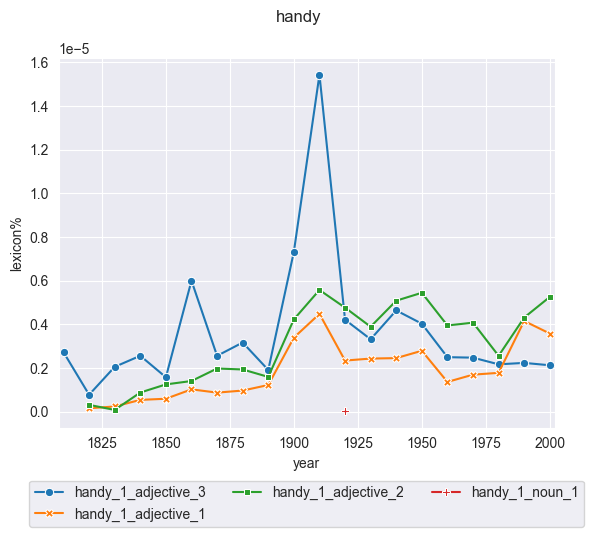 handy
1e−5
1.6
1.4
1.2
1.0
0.8
0.6
0.4
0.2
0.0
lexicon%
1825 1850 1875 1900 1925 1950 1975 2000
year
handy_1_adjective_3 handy_1_adjective_2 handy_1_noun_1
handy_1_adjective_1